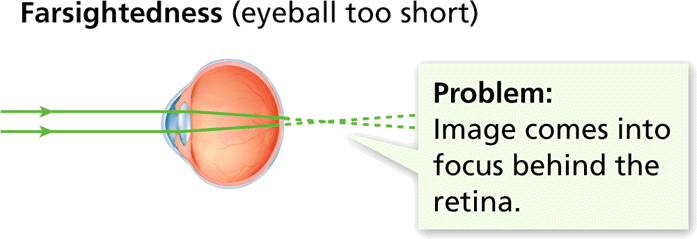 Farsightedness (eyeball too short)
Problem:
Image comes into
focus behind the
retina.